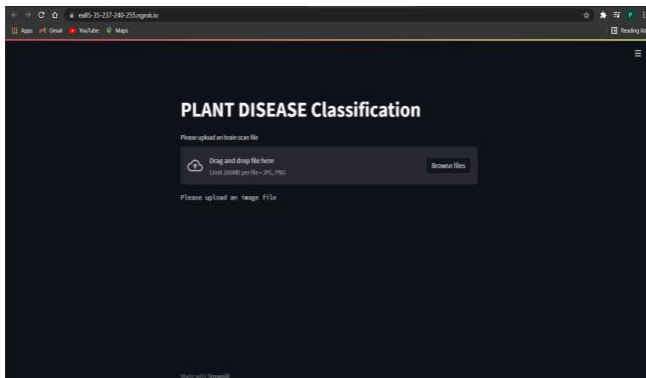 ea85-35-237-240-255.ngrok.io
Apps Gmail YouTube Maps Reading list
PLANT DISEASE Classification
Please upload an brain scan file
Drag and drop file here
Limit 200MB per file • JPG, PNG
Browse files
Please upload an image file
Made with Streamlit